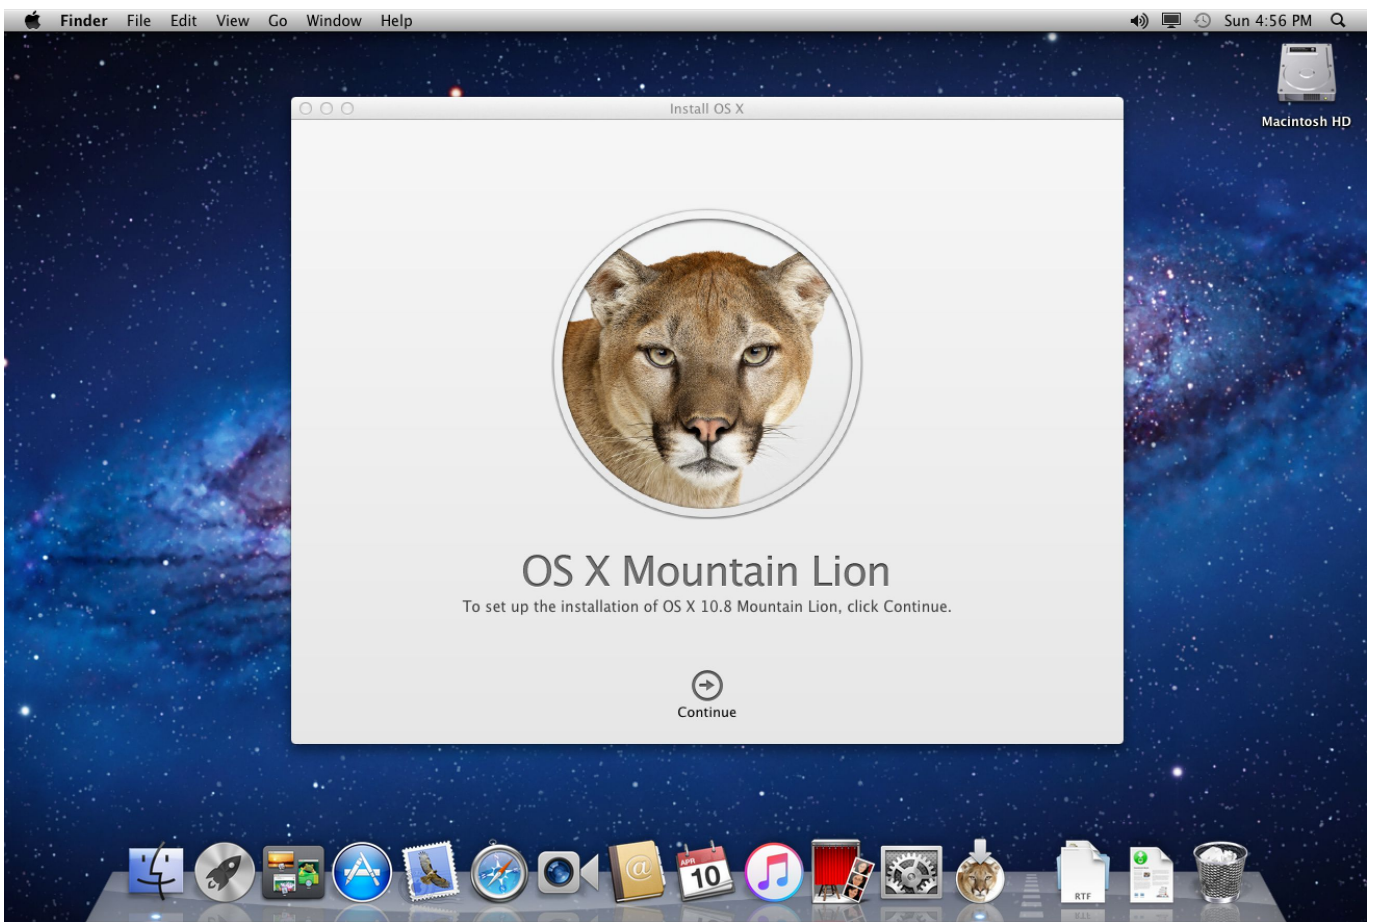 Finder File Edit View Go Window Help Sun 4:56 PM
Macintosh HD
Install OS X
OS X Mountain Lion
To set up the installation of OS X 10.8 Mountain Lion, click Continue.
Continue
APR
10
@
RTF